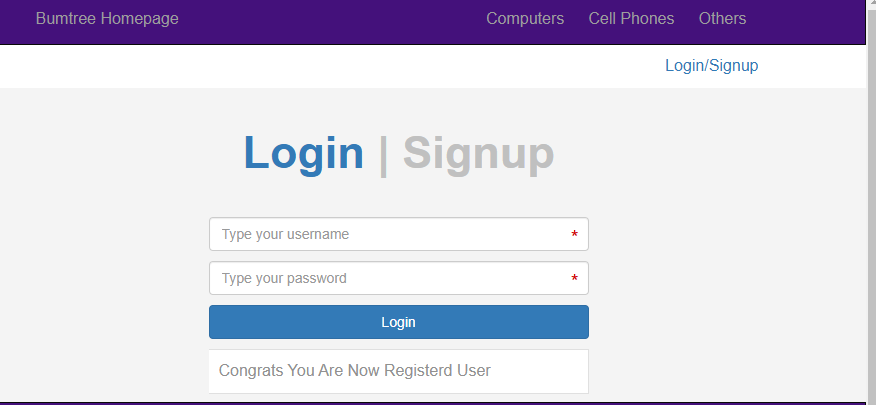 Bumtree Homepage Computers Cell Phones Others
Login/Signup
Login | Signup
Type your username *
Type your password *
Login
Congrats You Are Now Registerd User